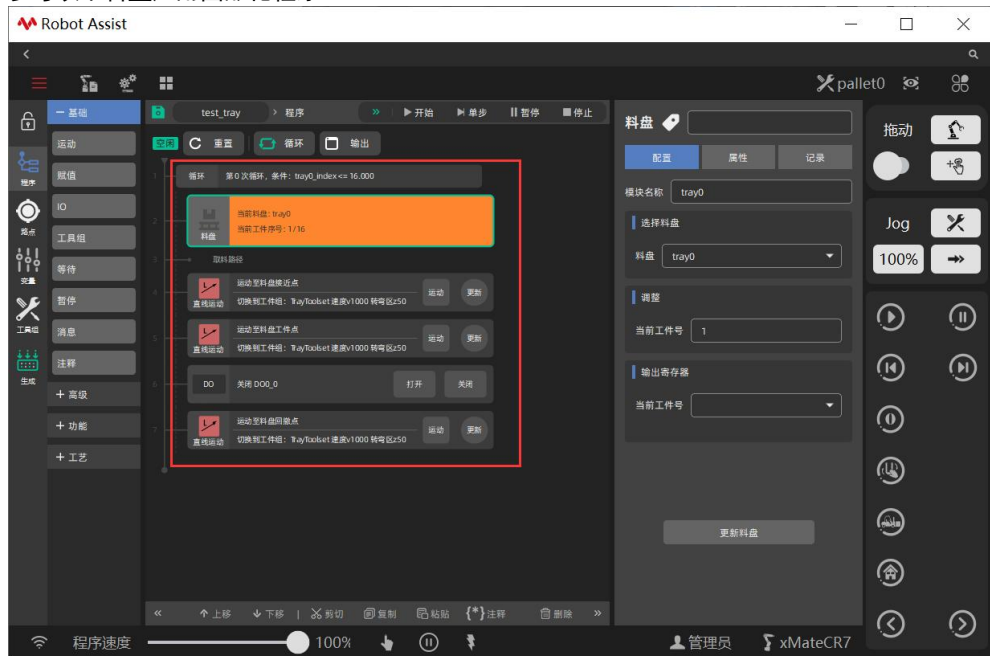 Robot Assist
pallet0
基础
test_tray > 程序 » 开始 单步 暂停 停止
空闲 重置 循环 输出
运动
赋值
IO
工具组
等待
暂停
消息
注释
高级
功能
工艺
程序
路点
变量
工具组
生成
1 循环 第 0 次循环，条件：tray0_index <= 16.000
2 料盘 当前料盘：tray0
当前工件序号：1/16
3 取料路径
4 直线运动 运动至料盘接近点 运动 更新
切换到工件组：TrayToolset 速度v1000 转弯区z50
5 直线运动 运动至料盘工件点 运动 更新
切换到工件组：TrayToolset 速度v1000 转弯区z50
6 DO 关闭 DO0_0 打开 关闭
7 直线运动 运动至料盘回撤点 运动 更新
切换到工件组：TrayToolset 速度v1000 转弯区z50
« 上移 下移 | 剪切 复制 粘贴 {*}注释 删除 »
料盘
配置 属性 记录
模块名称 tray0
选择料盘
料盘 tray0
调整
当前工件号 1
输出寄存器
当前工件号
更新料盘
拖动
Jog
100%
程序速度 100% 管理员 xMateCR7